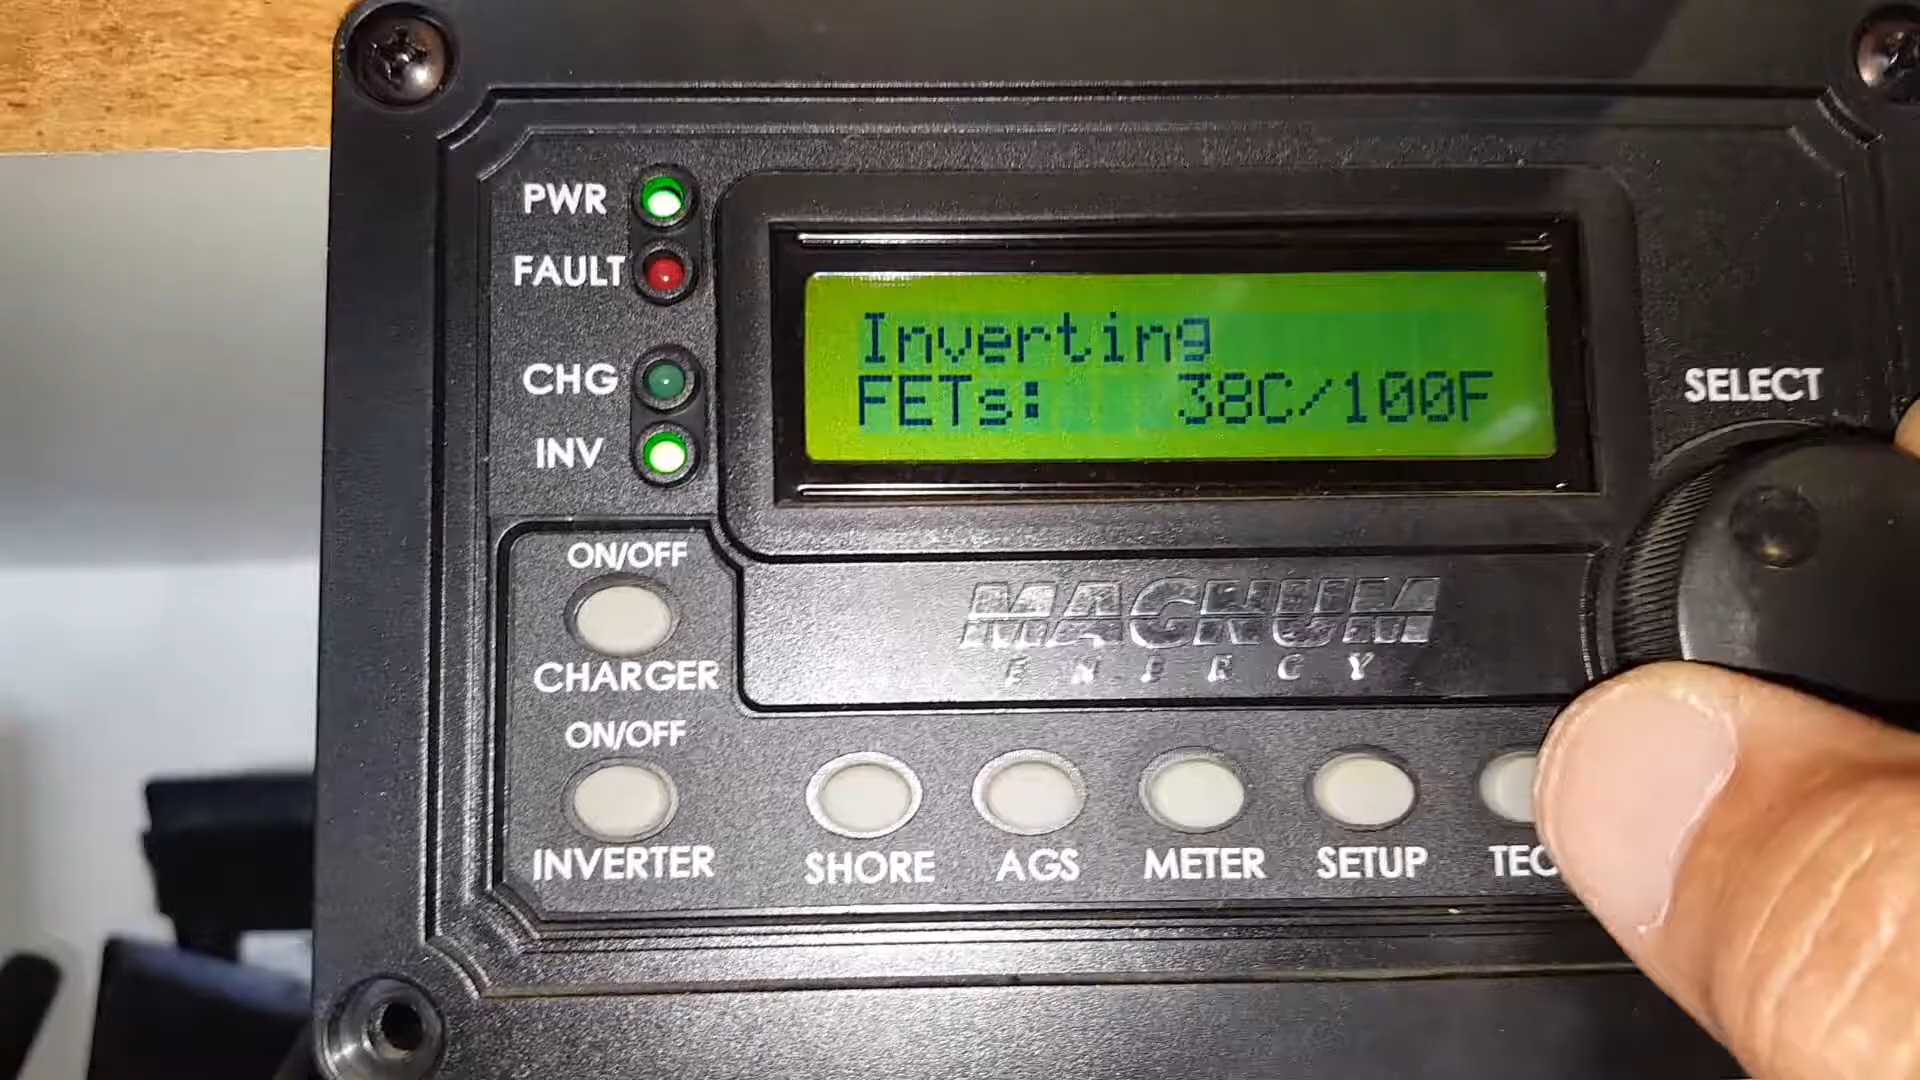 PWR
FAULT
CHG
INV
Inverting
FETs: 38C/100F
SELECT
ON/OFF
CHARGER
MAGNUM
ENERGY
ON/OFF
INVERTER
SHORE
AGS
METER
SETUP